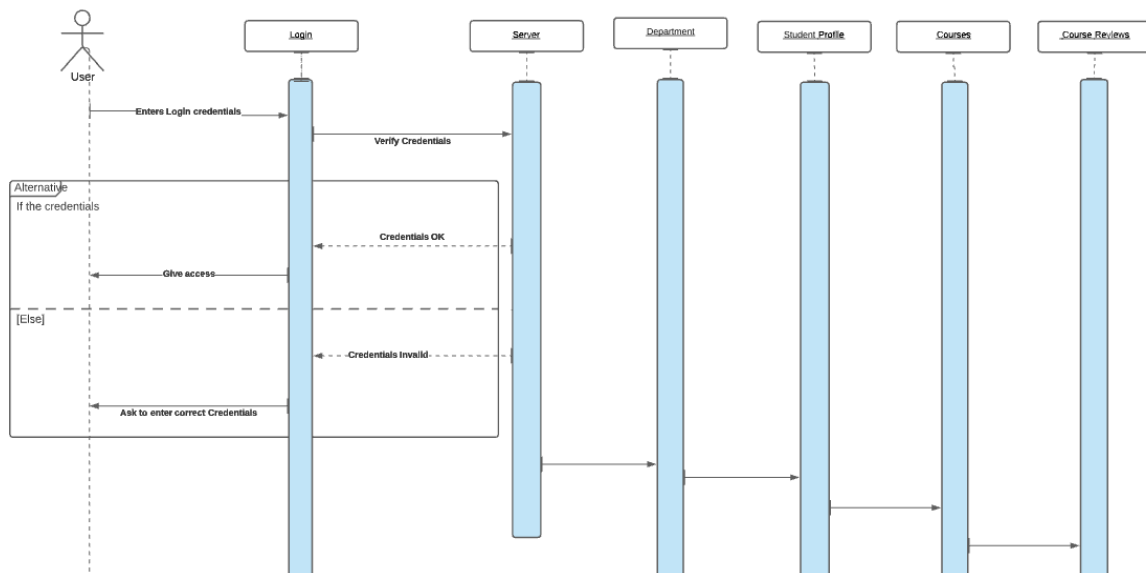 Login
Server
Department
Student Profile
Courses
Course Reviews
User
Enters Login credentials
Verify Credentials
Alternative
If the credentials
Credentials OK
Give access
[Else]
Credentials Invalid
Ask to enter correct Credentials